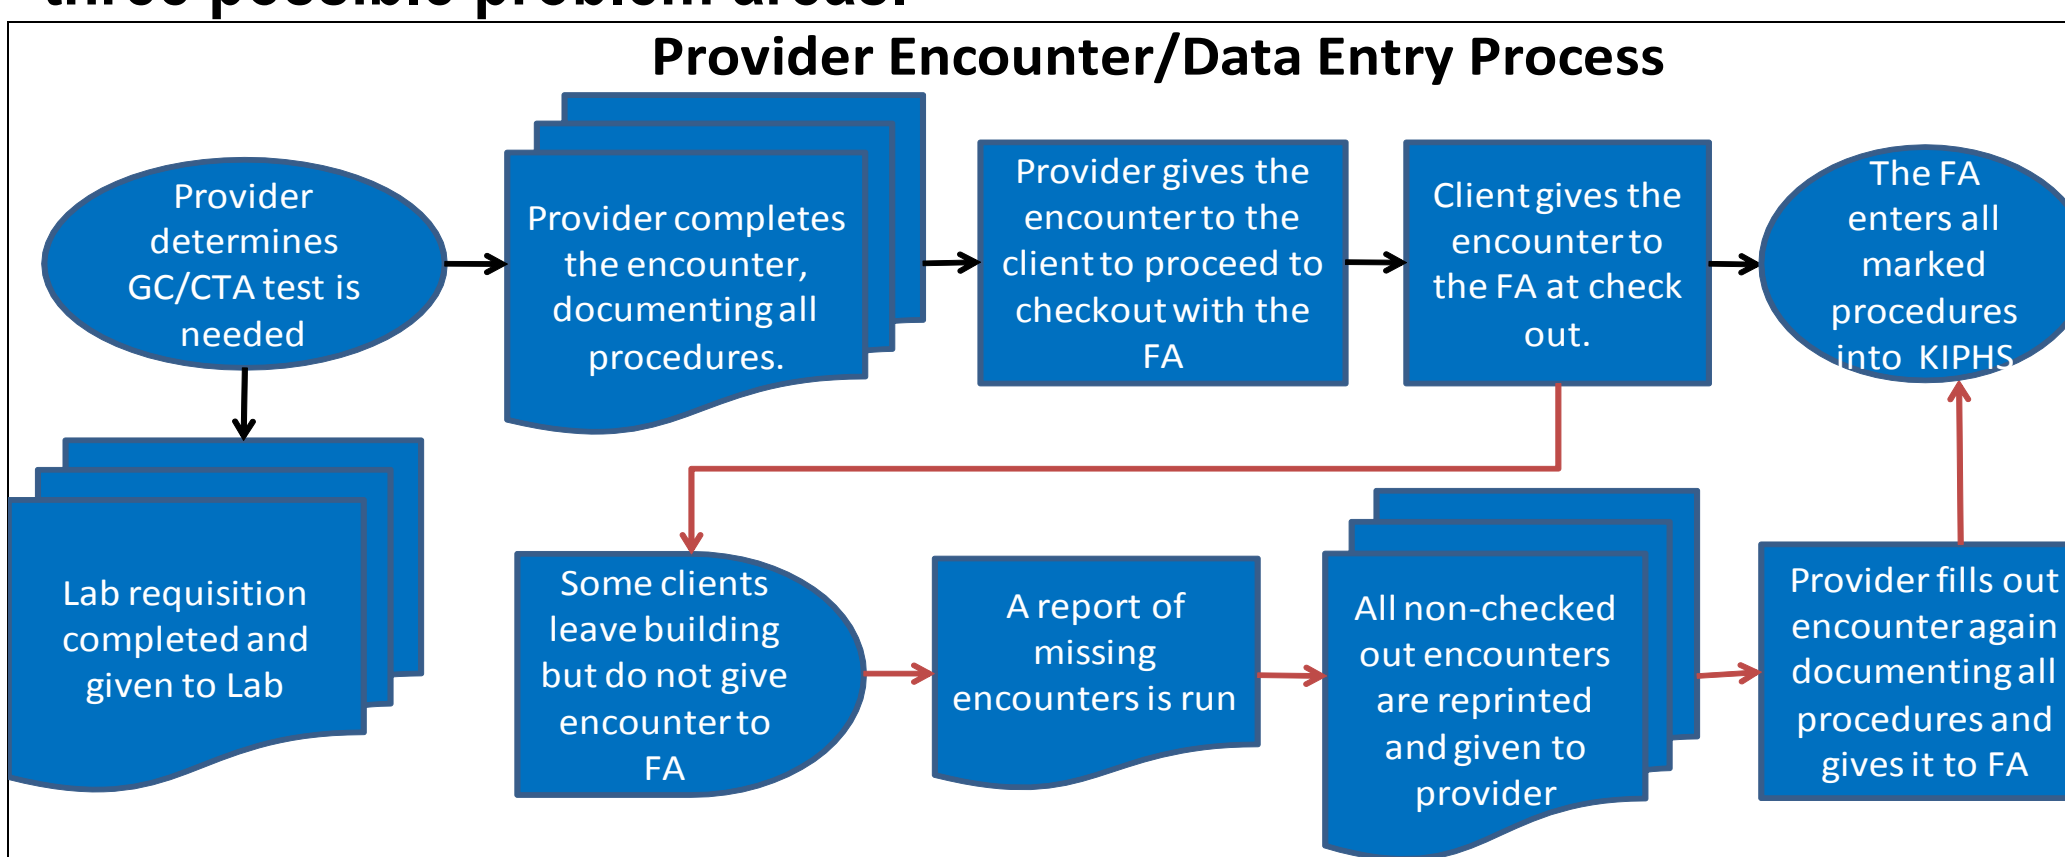 three possible problem areas.
Provider Encounter/Data Entry Process
Provider
determines
GC/CTA test is
needed
Provider completes
the encounter,
documenting all
procedures.
Provider gives the
encounter to the
client to proceed to
checkout with the
FA
Client gives the
encounter to
the FA at check
out.
The FA
enters all
marked
procedures
into KIPHS
Lab requisition
completed and
given to Lab
Some clients
leave building
but do not give
encounter to
FA
A report of
missing
encounters is run
All non-checked
out encounters
are reprinted
and given to
provider
Provider fills out
encounter again
documenting all
procedures and
gives it to FA